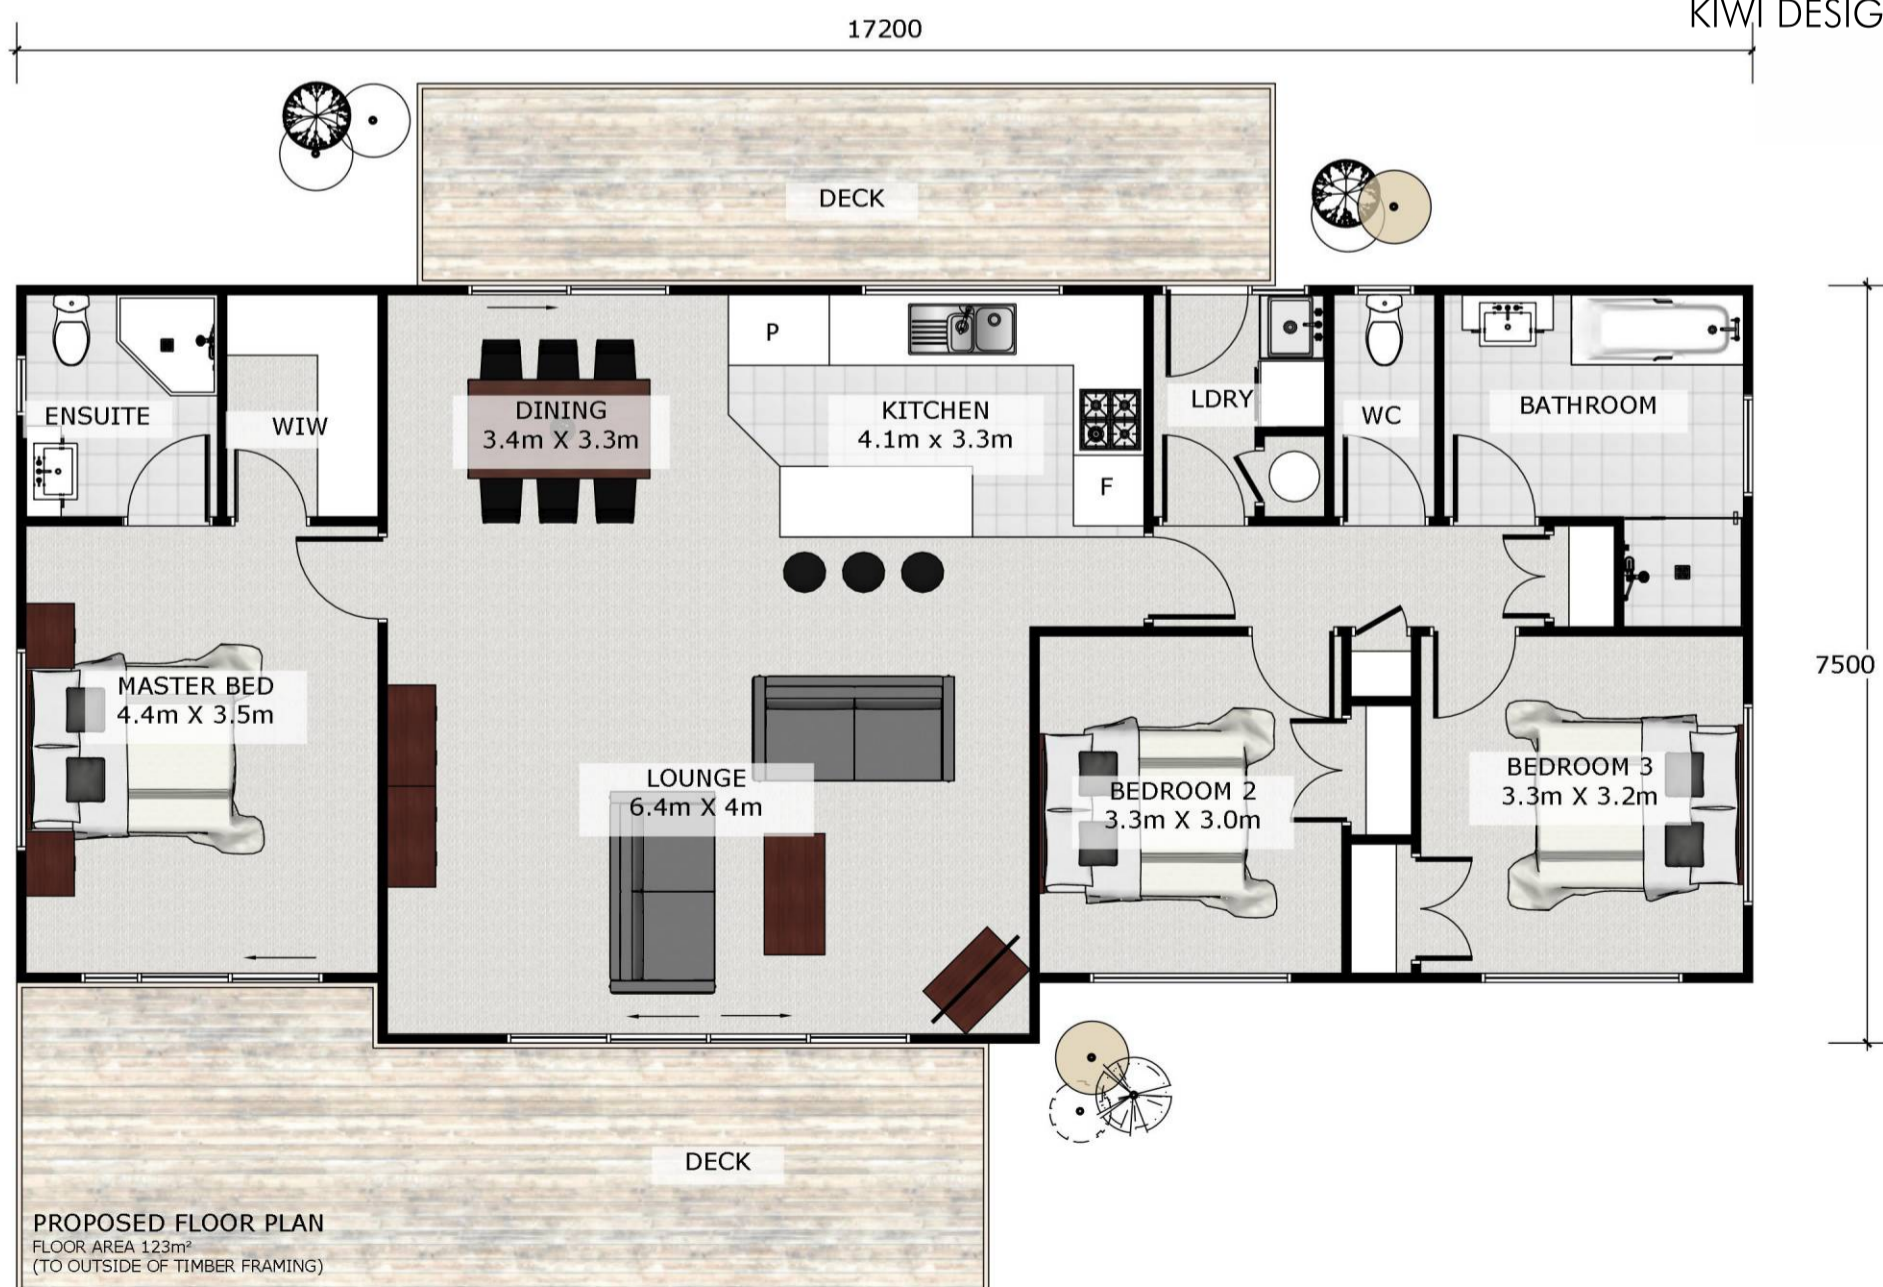 KIWI DESIG
17200
DECK
P
DINING
3.4m X 3.3m
KITCHEN
4.1m x 3.3m
F
LDRY
WC
BATHROOM
ENSUITE
WIW
7500
MASTER BED
4.4m X 3.5m
LOUNGE
6.4m X 4m
BEDROOM 2
3.3m X 3.0m
BEDROOM 3
3.3m X 3.2m
DECK
PROPOSED FLOOR PLAN
FLOOR AREA 123m²
(TO OUTSIDE OF TIMBER FRAMING)